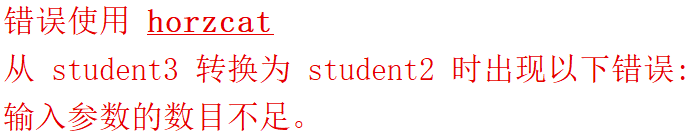 错误使用 horzcat
从 student3 转换为 student2 时出现以下错误:
输入参数的数目不足。